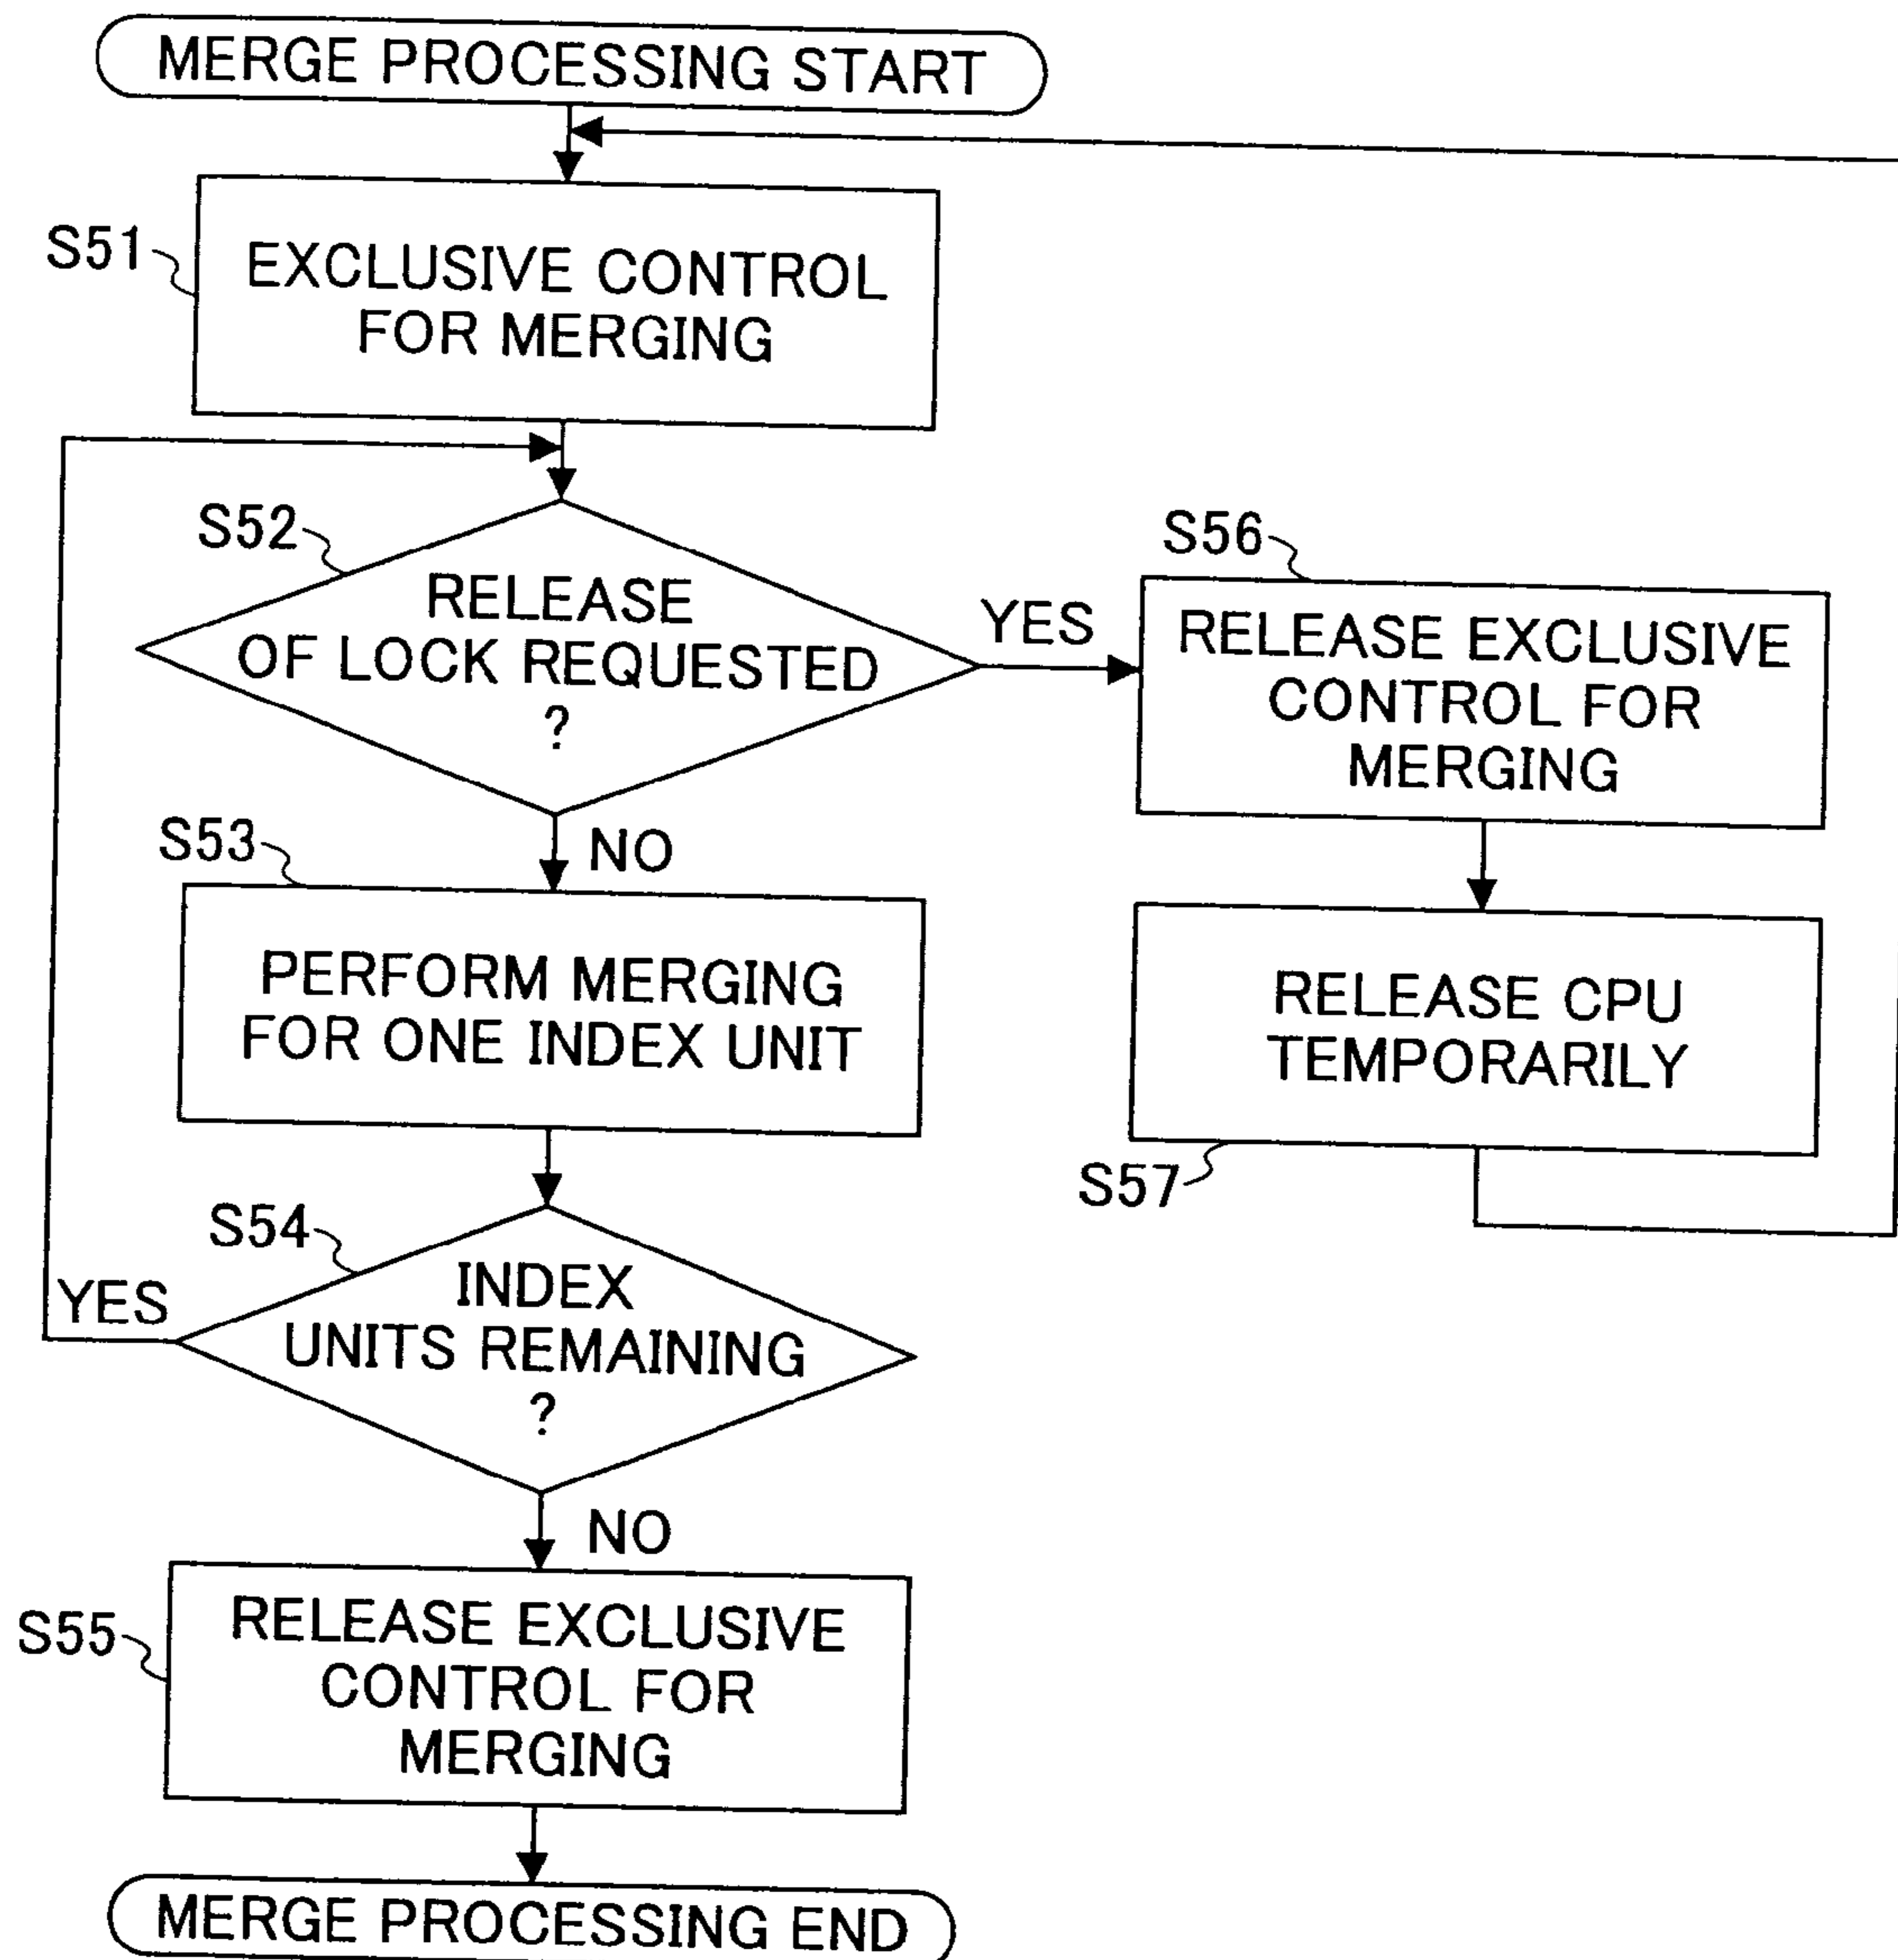 MERGE PROCESSING START
S51
EXCLUSIVE CONTROL
FOR MERGING
S52
RELEASE
OF LOCK REQUESTED
?
YES
S56
RELEASE EXCLUSIVE
CONTROL FOR
MERGING
NO
S53
PERFORM MERGING
FOR ONE INDEX UNIT
RELEASE CPU
TEMPORARILY
S57
S54
INDEX
UNITS REMAINING
?
YES
NO
S55
RELEASE EXCLUSIVE
CONTROL FOR
MERGING
MERGE PROCESSING END